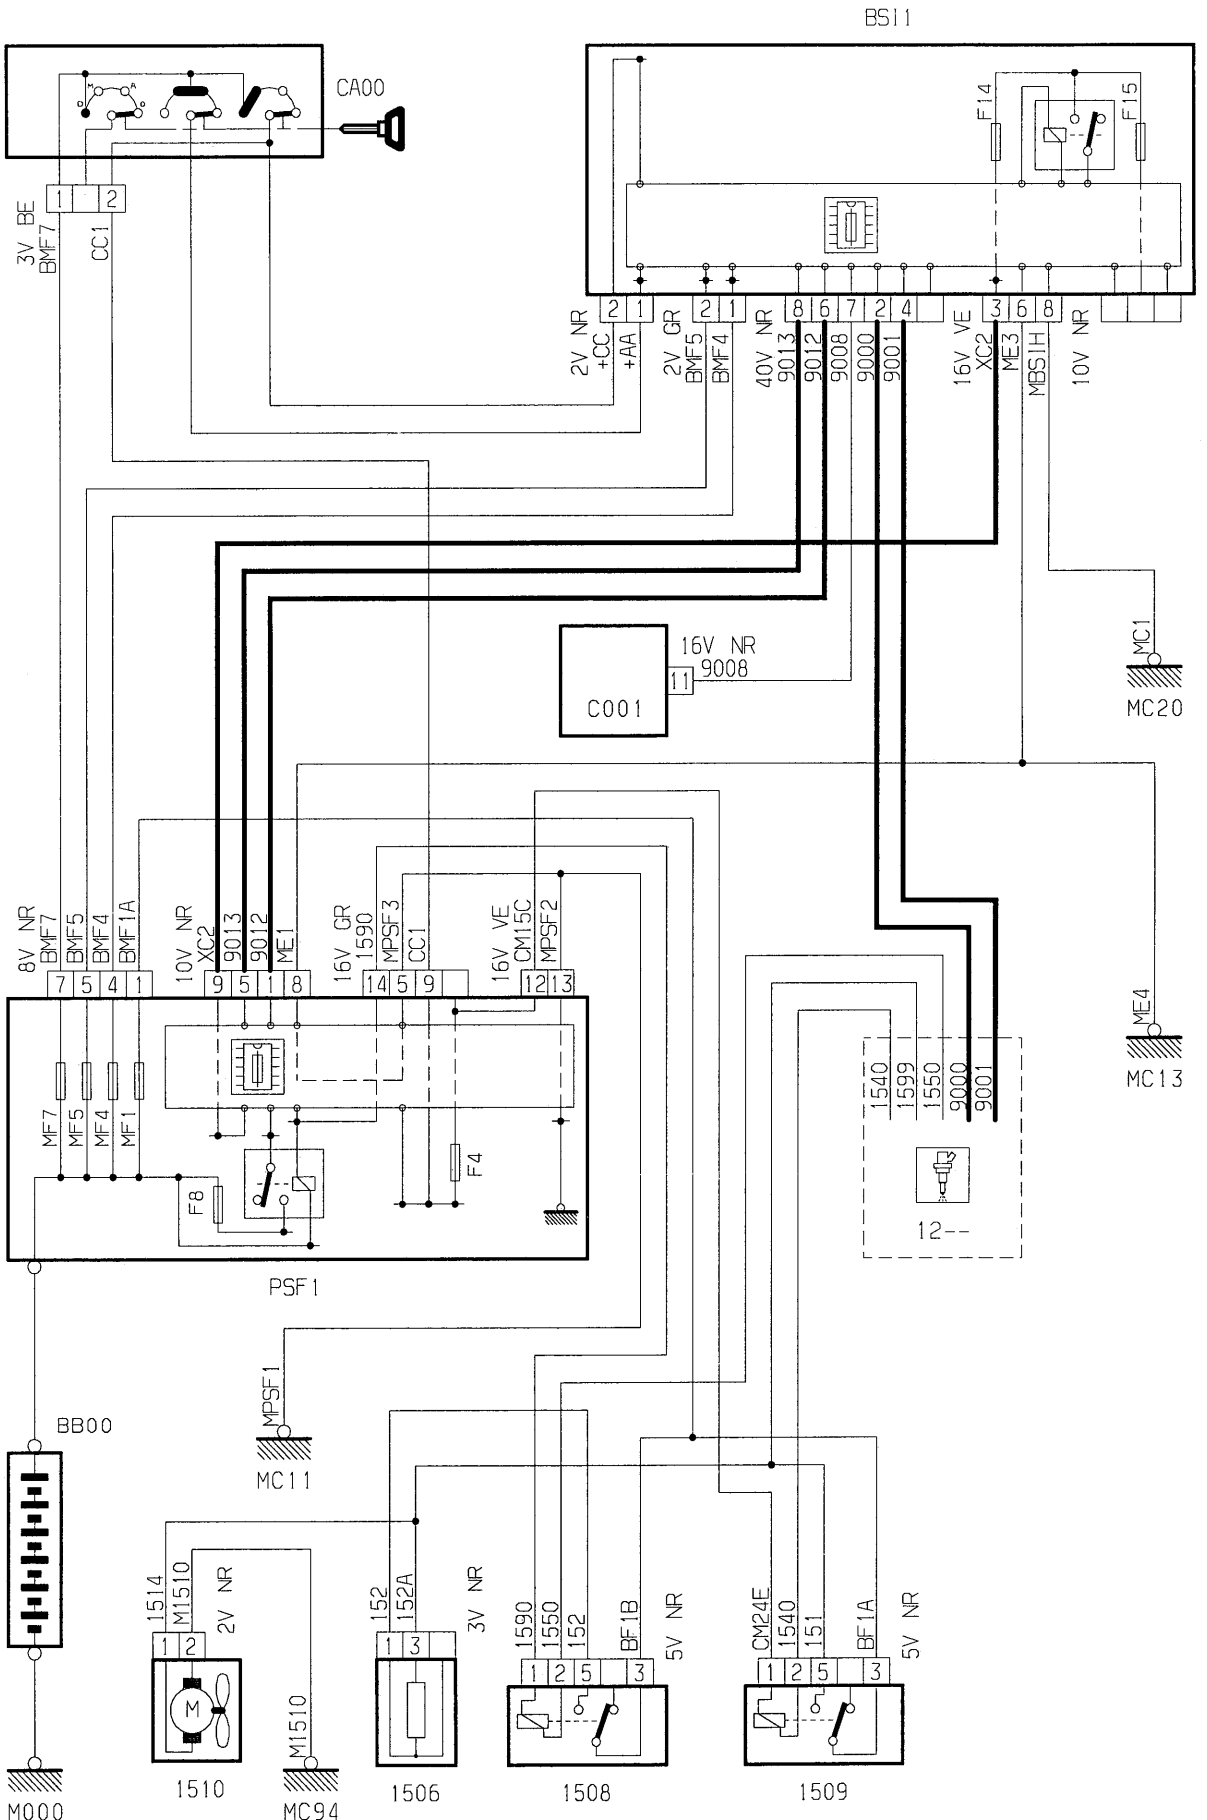 BSI1
CA00
M
A
D
O
F14
F15
1
2
3V BE
BMF7
CC1
2
1
2
1
8
6
7
2
4
3
6
8
2V NR
+CC
+AA
2V GR
BMF5
BMF4
40V NR
9013
9012
9008
9000
9001
16V VE
XC2
ME3
MBSIH
10V NR
16V NR
9008
11
C001
MC1
MC20
8V NR
BMF7
BMF5
BMF4
BMF1A
10V NR
XC2
9013
9012
ME1
16V GR
1590
MPSF3
CC1
16V VE
CM15C
MPSF2
7
5
4
1
9
5
1
8
14
5
9
12
13
ME4
MC13
1540
1599
1550
9000
9001
MF7
MF5
MF4
MF1
F8
F4
12--
PSF1
MPSF1
MC11
BB00
1514
M1510
2V NR
152
152A
3V NR
1590
1550
152
BF1B
5V NR
CM24E
1540
151
BF1A
5V NR
1
2
1
3
1
2
5
3
1
2
5
3
M
M1510
1510
1506
1508
1509
M000
MC94